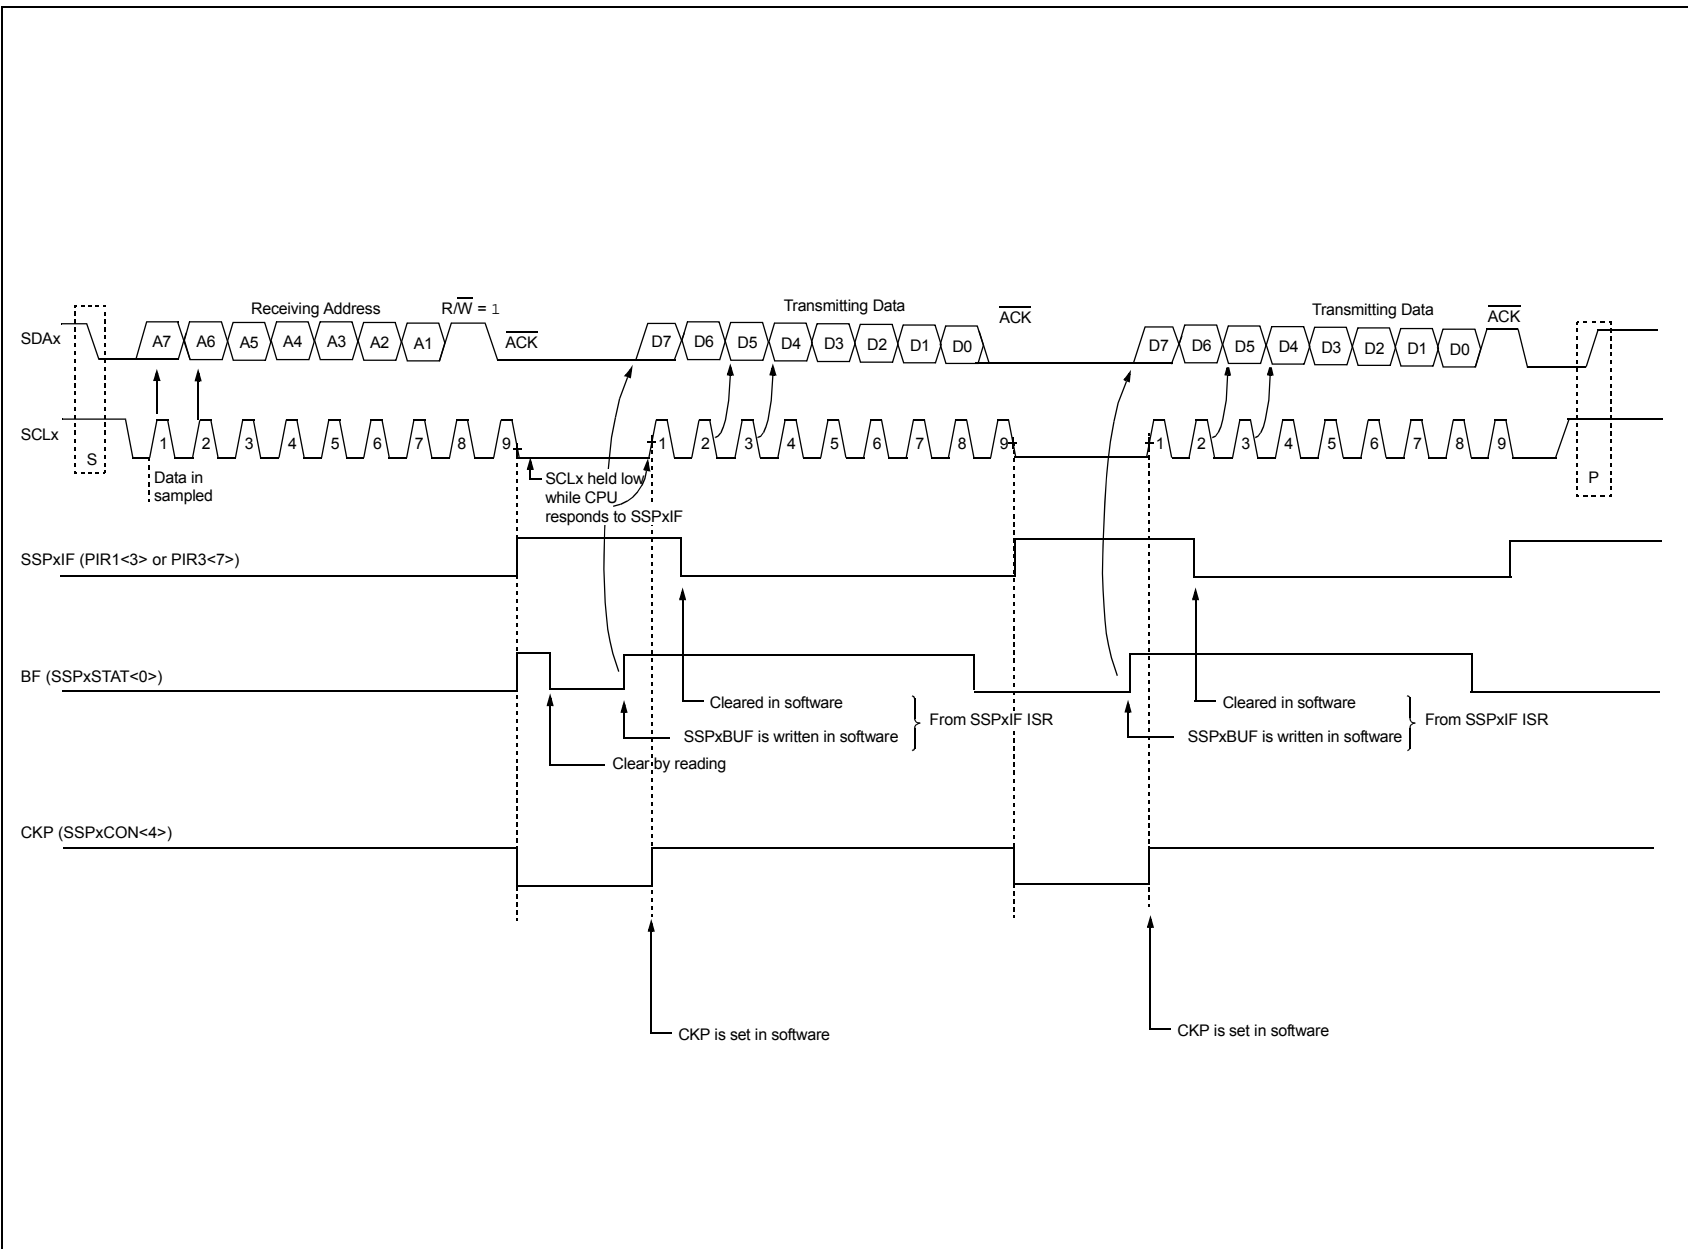 Receiving Address R/W = 1 Transmitting Data ACK Transmitting Data ACK
SDAx A7 A6 A5 A4 A3 A2 A1 ACK D7 D6 D5 D4 D3 D2 D1 D0 D7 D6 D5 D4 D3 D2 D1 D0
SCLx 1 2 3 4 5 6 7 8 9 1 2 3 4 5 6 7 8 9 1 2 3 4 5 6 7 8 9
S P
Data in
sampled
SCLx held low
while CPU
responds to SSPxIF
SSPxIF (PIR1<3> or PIR3<7>)
BF (SSPxSTAT<0>)
Cleared in software
From SSPxIF ISR
SSPxBUF is written in software
Clear by reading
Cleared in software
From SSPxIF ISR
SSPxBUF is written in software
CKP (SSPxCON<4>)
CKP is set in software
CKP is set in software